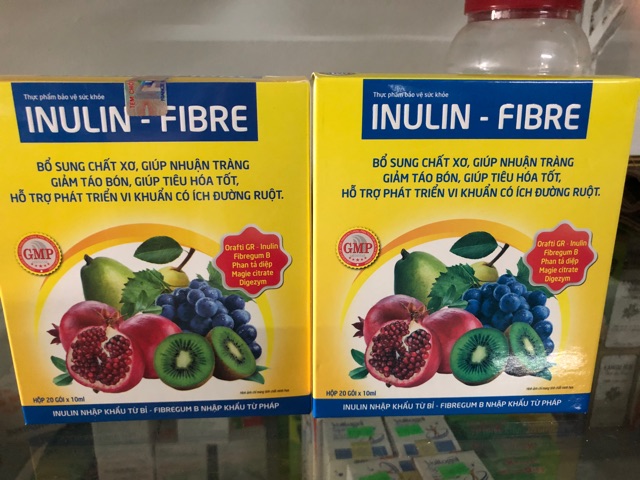 Thực phẩm bảo vệ sức khỏe
INULIN - FIBRE
BỔ SUNG CHẤT XƠ, GIÚP NHUẬN TRÀNG
GIẢM TÁO BÓN, GIÚP TIÊU HÓA TỐT,
HỖ TRỢ PHÁT TRIỂN VI KHUẨN CÓ ÍCH ĐƯỜNG RUỘT.
GMP
Orafti GR - Inulin
Fibregum B
Phan tả diệp
Magie citrate
Digezym
HỘP 20 GÓI x 10ml
INULIN NHẬP KHẨU TỪ BỈ - FIBREGUM B NHẬP KHẨU TỪ PHÁP
Thực phẩm bảo vệ sức khỏe
INULIN - FIBRE
BỔ SUNG CHẤT XƠ, GIÚP NHUẬN TRÀNG
GIẢM TÁO BÓN, GIÚP TIÊU HÓA TỐT,
HỖ TRỢ PHÁT TRIỂN VI KHUẨN CÓ ÍCH ĐƯỜNG RUỘT.
GMP
Orafti GR - Inulin
Fibregum B
Phan tả diệp
Magie citrate
Digezym
HỘP 20 GÓI x 10ml
INULIN NHẬP KHẨU TỪ BỈ - FIBREGUM B NHẬP KHẨU TỪ PHÁP